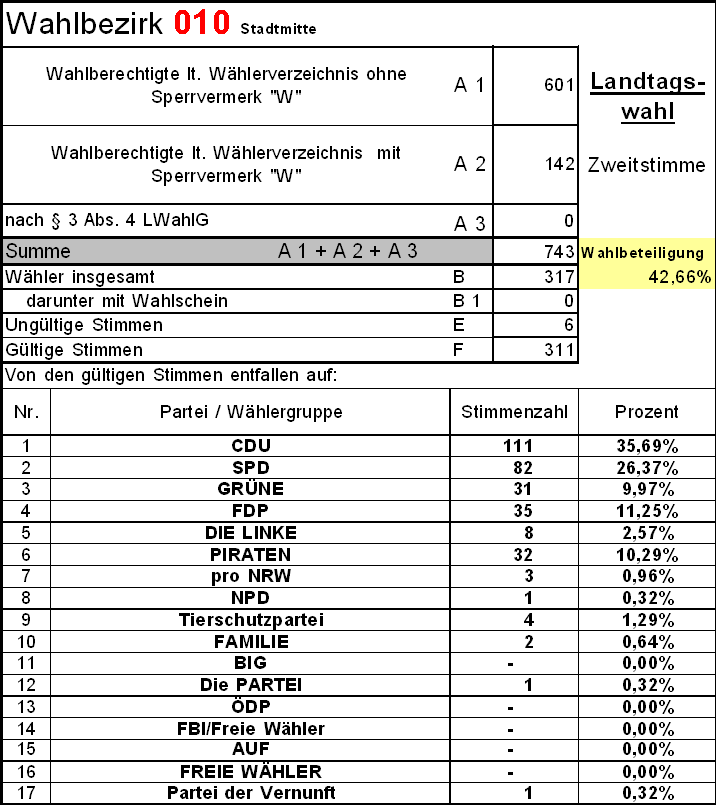 Wahlbezirk 010 Stadtmitte
Wahlberechtigte lt. Wählerverzeichnis ohne
Sperrvermerk "W" A 1 601
Landtags-
wahl
Wahlberechtigte lt. Wählerverzeichnis mit
Sperrvermerk "W" A 2 142
Zweitstimme
nach § 3 Abs. 4 LWahlG A 3 0
Summe A 1 + A 2 + A 3 743 Wahlbeteiligung
Wähler insgesamt B 317 42,66%
darunter mit Wahlschein B 1 0
Ungültige Stimmen E 6
Gültige Stimmen F 311
Von den gültigen Stimmen entfallen auf:
Nr. Partei / Wählergruppe Stimmenzahl Prozent
1 CDU 111 35,69%
2 SPD 82 26,37%
3 GRÜNE 31 9,97%
4 FDP 35 11,25%
5 DIE LINKE 8 2,57%
6 PIRATEN 32 10,29%
7 pro NRW 3 0,96%
8 NPD 1 0,32%
9 Tierschutzpartei 4 1,29%
10 FAMILIE 2 0,64%
11 BIG - 0,00%
12 Die PARTEI 1 0,32%
13 ÖDP - 0,00%
14 FBI/Freie Wähler - 0,00%
15 AUF - 0,00%
16 FREIE WÄHLER - 0,00%
17 Partei der Vernunft 1 0,32%